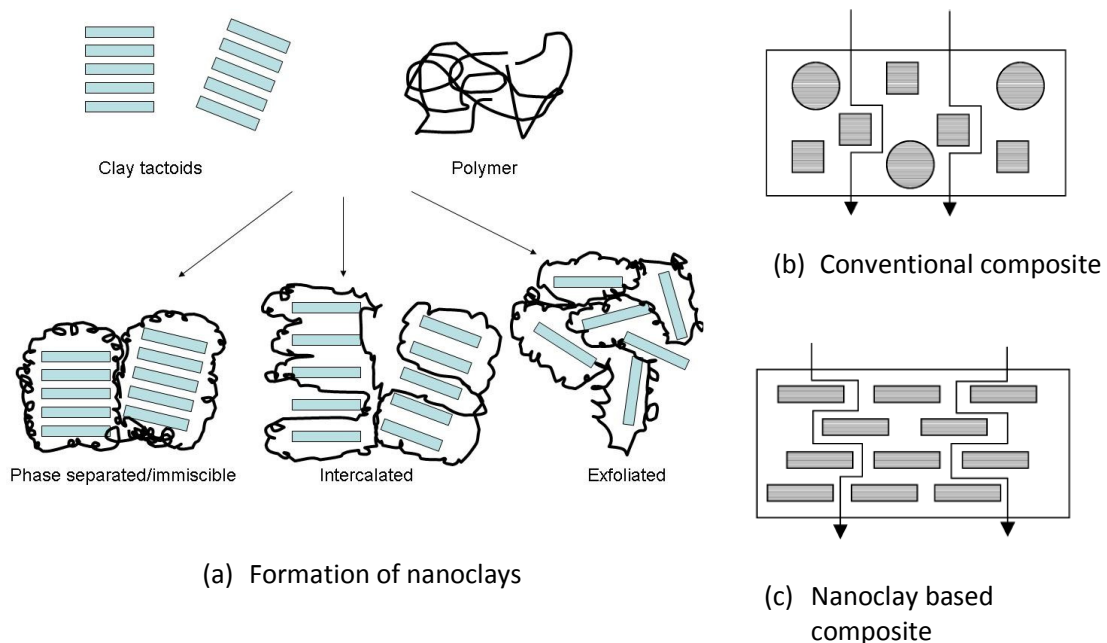 Clay tactoids
Polymer
Phase separated/immiscible
Intercalated
Exfoliated
(a) Formation of nanoclays
(b) Conventional composite
(c) Nanoclay based
composite